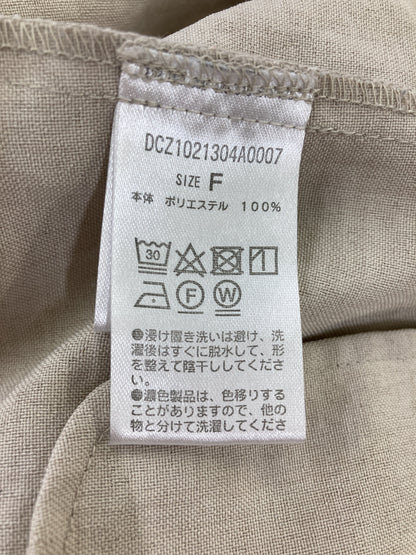 DCZ1021304A0007
SIZE F
本体 ポリエステル 100%
30
F W
●浸け置き洗いは避け、洗
濯後はすぐに脱水して、形
を整えて陰干ししてくださ
い。
●濃色製品は、色移りする
ことがありますので、他の
物と分けて洗濯してくださ
い